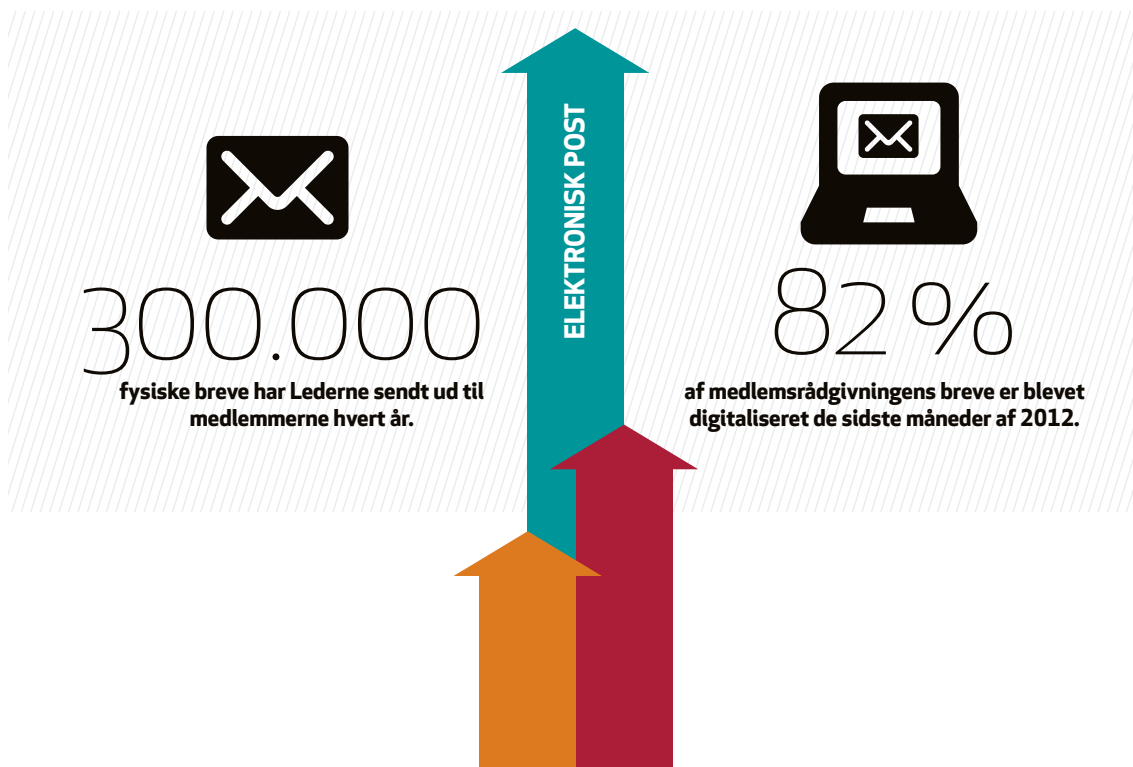 300.000
fysiske breve har Lederne sendt ud til
medlemmerne hvert år.
ELEKTRONISK POST
82 %
af medlemsrådgivningens breve er blevet
digitaliseret de sidste måneder af 2012.